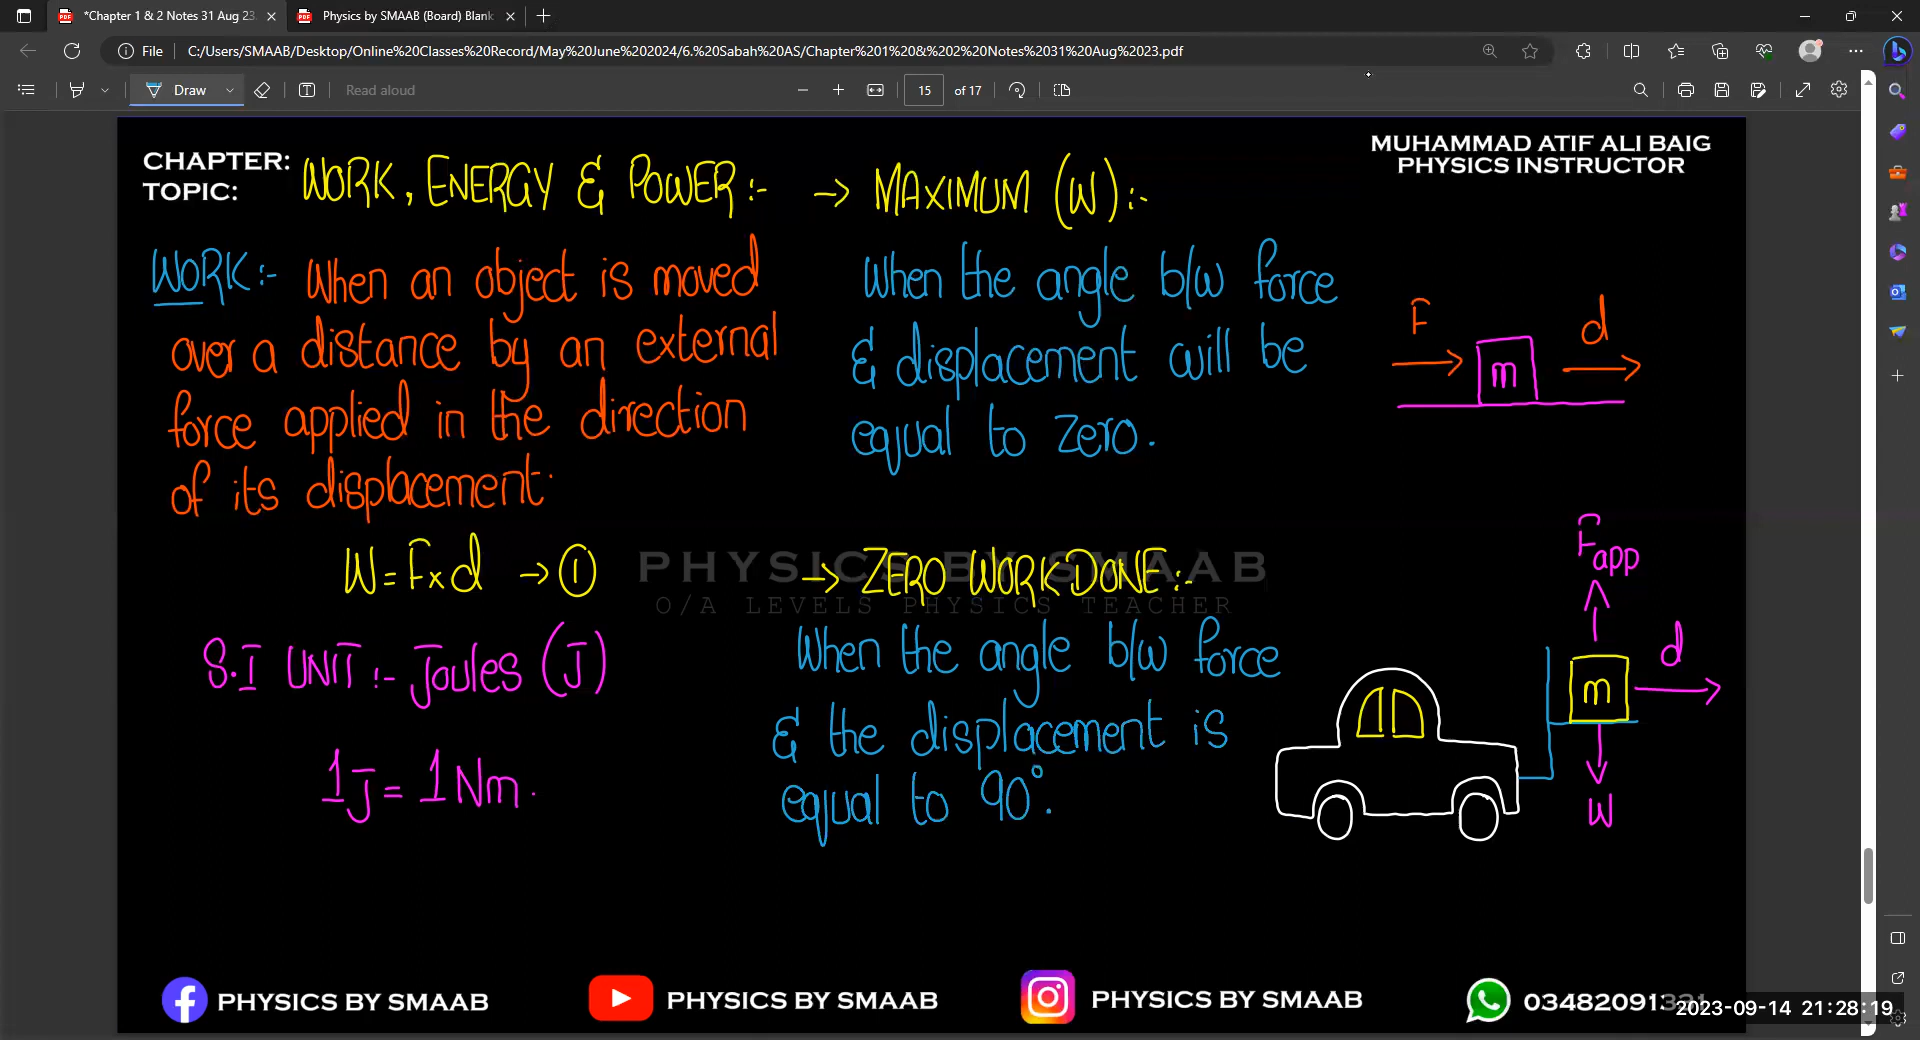 *Chapter 1 & 2 Notes 31 Aug 23.
Physics by SMAAB (Board) Blank
File
C:/Users/SMAAB/Desktop/Online%20Classes%20Record/May%20June%202024/6.%20Sabah%20AS/Chapter%201%20&%202%20Notes%2031%20Aug%2023.pdf
Draw
Read aloud
15 of 17
CHAPTER:
TOPIC:
WORK, ENERGY & POWER:-
MUHAMMAD ATIF ALI BAIG
PHYSICS INSTRUCTOR
WORK:- When an object is moved
over a distance by an external
force applied in the direction
of its displacement.
W = F x d → ①
S.I UNIT :- Joules (J)
1J = 1Nm.
→ MAXIMUM (W):-
When the angle b/w force
& displacement will be
equal to zero.
F
m
d
PHYSICS BY SMAAB
O/A LEVELS PHYSICS TEACHER
→ ZERO WORKDONE:-
When the angle b/w force
& the displacement is
equal to 90°.
Fapp
m
d
W
PHYSICS BY SMAAB
PHYSICS BY SMAAB
PHYSICS BY SMAAB
2023-09-14 21:28:19